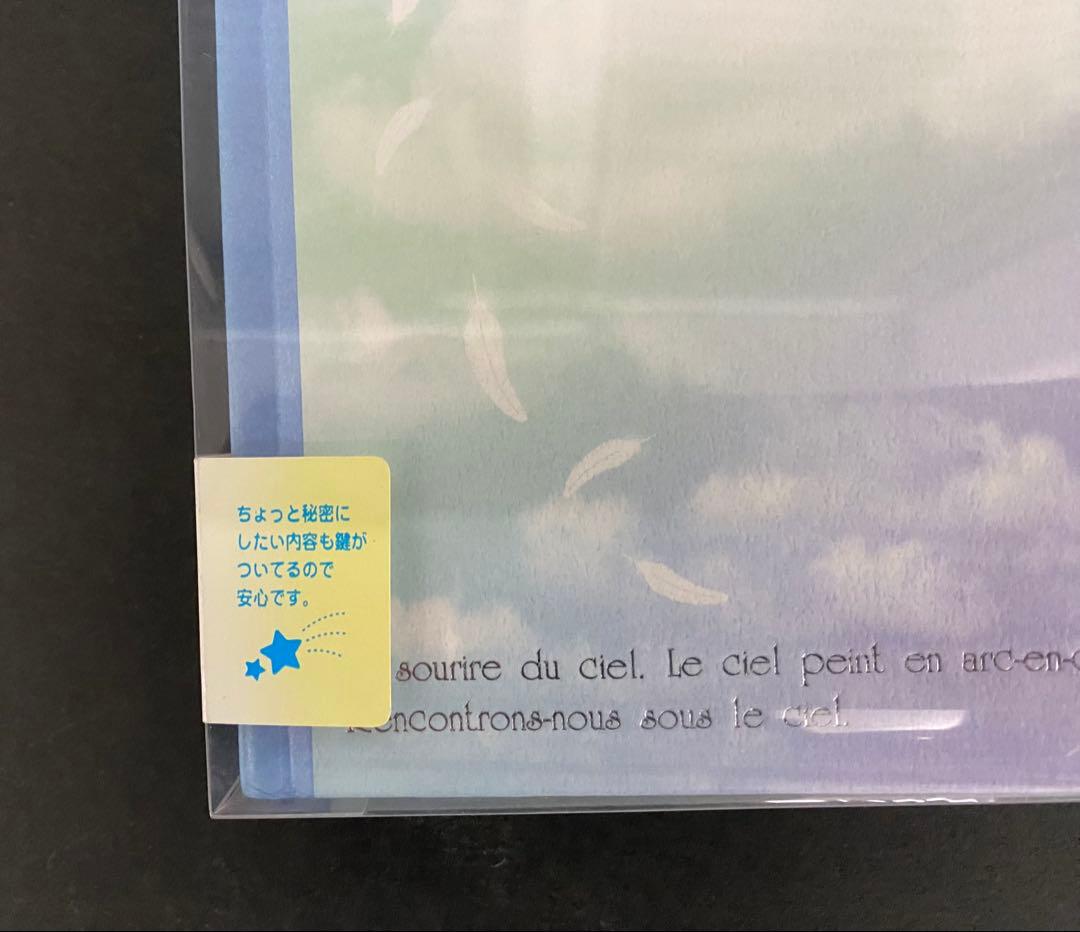 ちょっと秘密に
したい内容も鍵が
ついてるので
安心です。
sourire du ciel. Le ciel peint en
encontrons-nous sous le ciel.